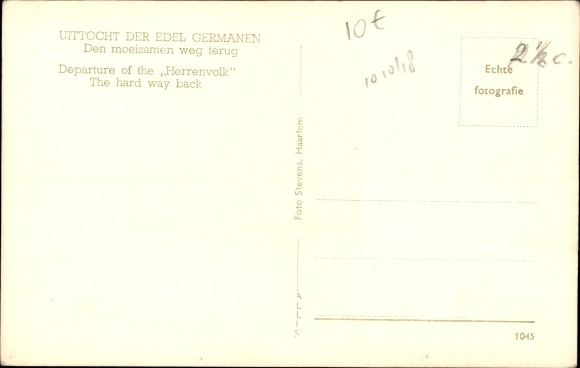 UITTOCHT DER EDEL GERMANEN
Den moeizamen weg terug
Departure of the „Herrenvolk"
The hard way back
10 €
10 10/18
2½ c.
Echte
fotografie
Foto Stevens, Haarlem
ALLIS
1045